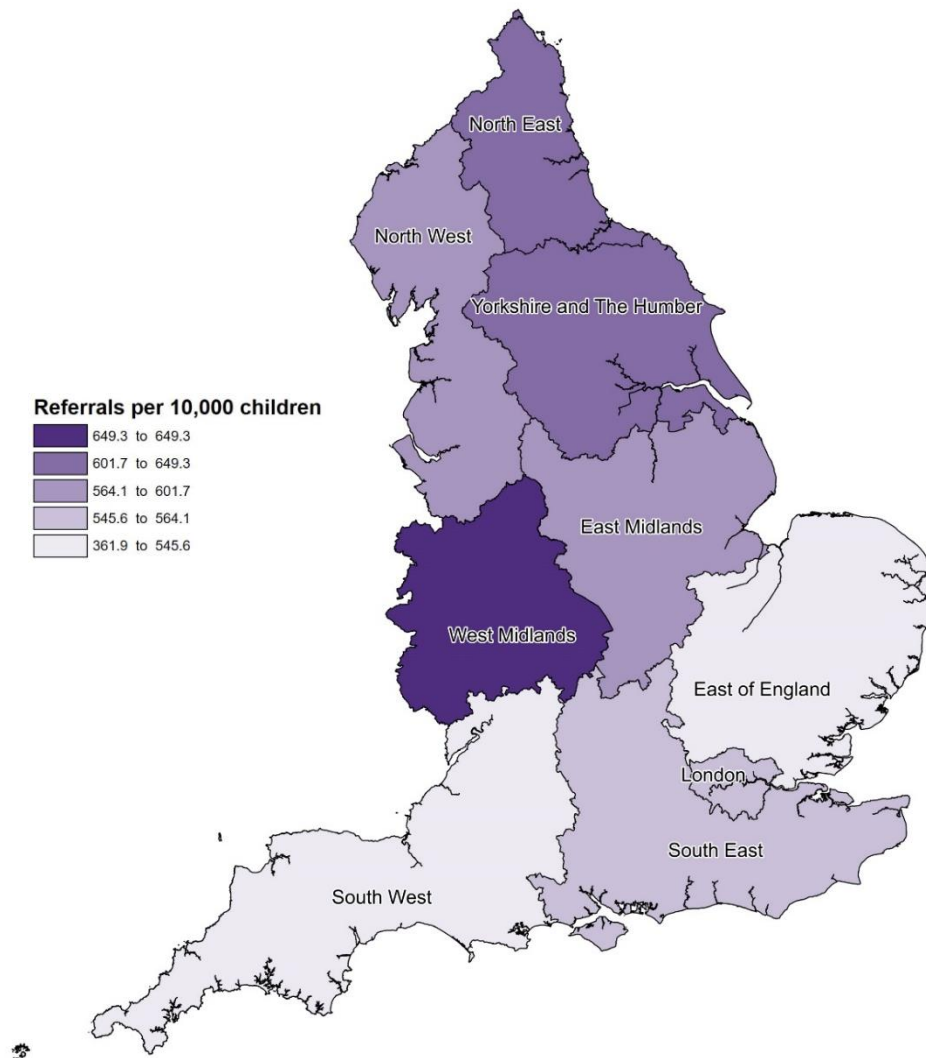 North East
North West
Yorkshire and The Humber
Referrals per 10,000 children
649.3 to 649.3
601.7 to 649.3
564.1 to 601.7
545.6 to 564.1
361.9 to 545.6
East Midlands
West Midlands
East of England
London
South East
South West